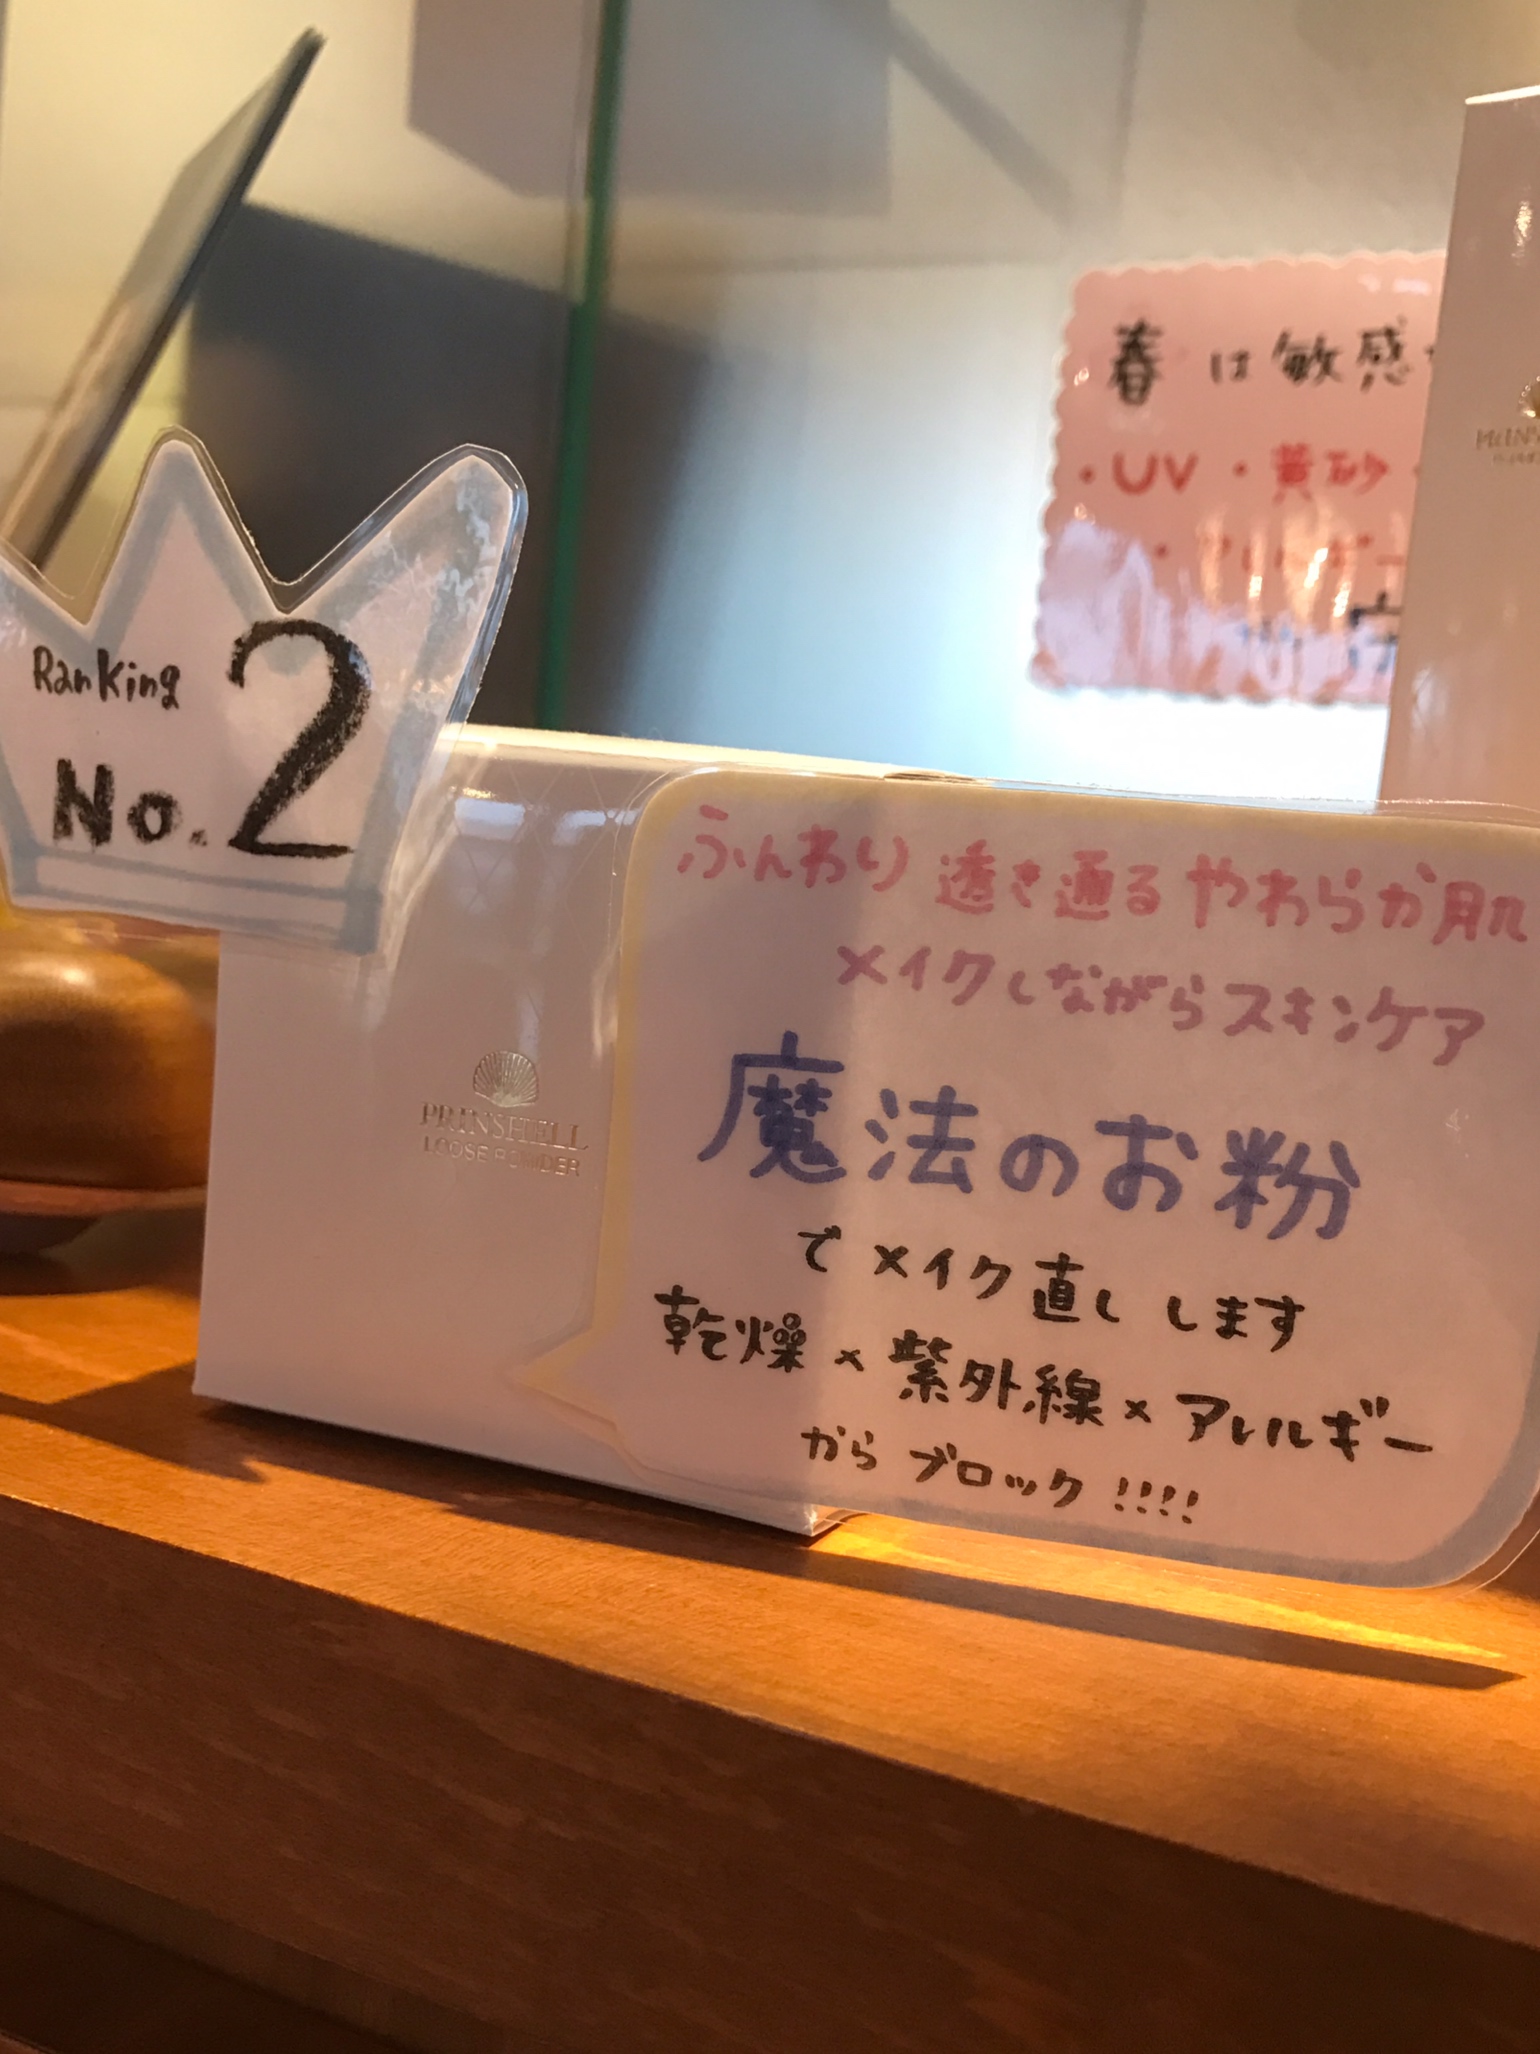 春は敏感
・UV・黄砂
Ranking
No.2
ふんわり透き通るやわらか肌
メイクしながらスキンケア
魔法のお粉
でメイク直しします
乾燥×紫外線×アレルギー
からブロック!!!!
PRINSHELL
LOOSE POWDER